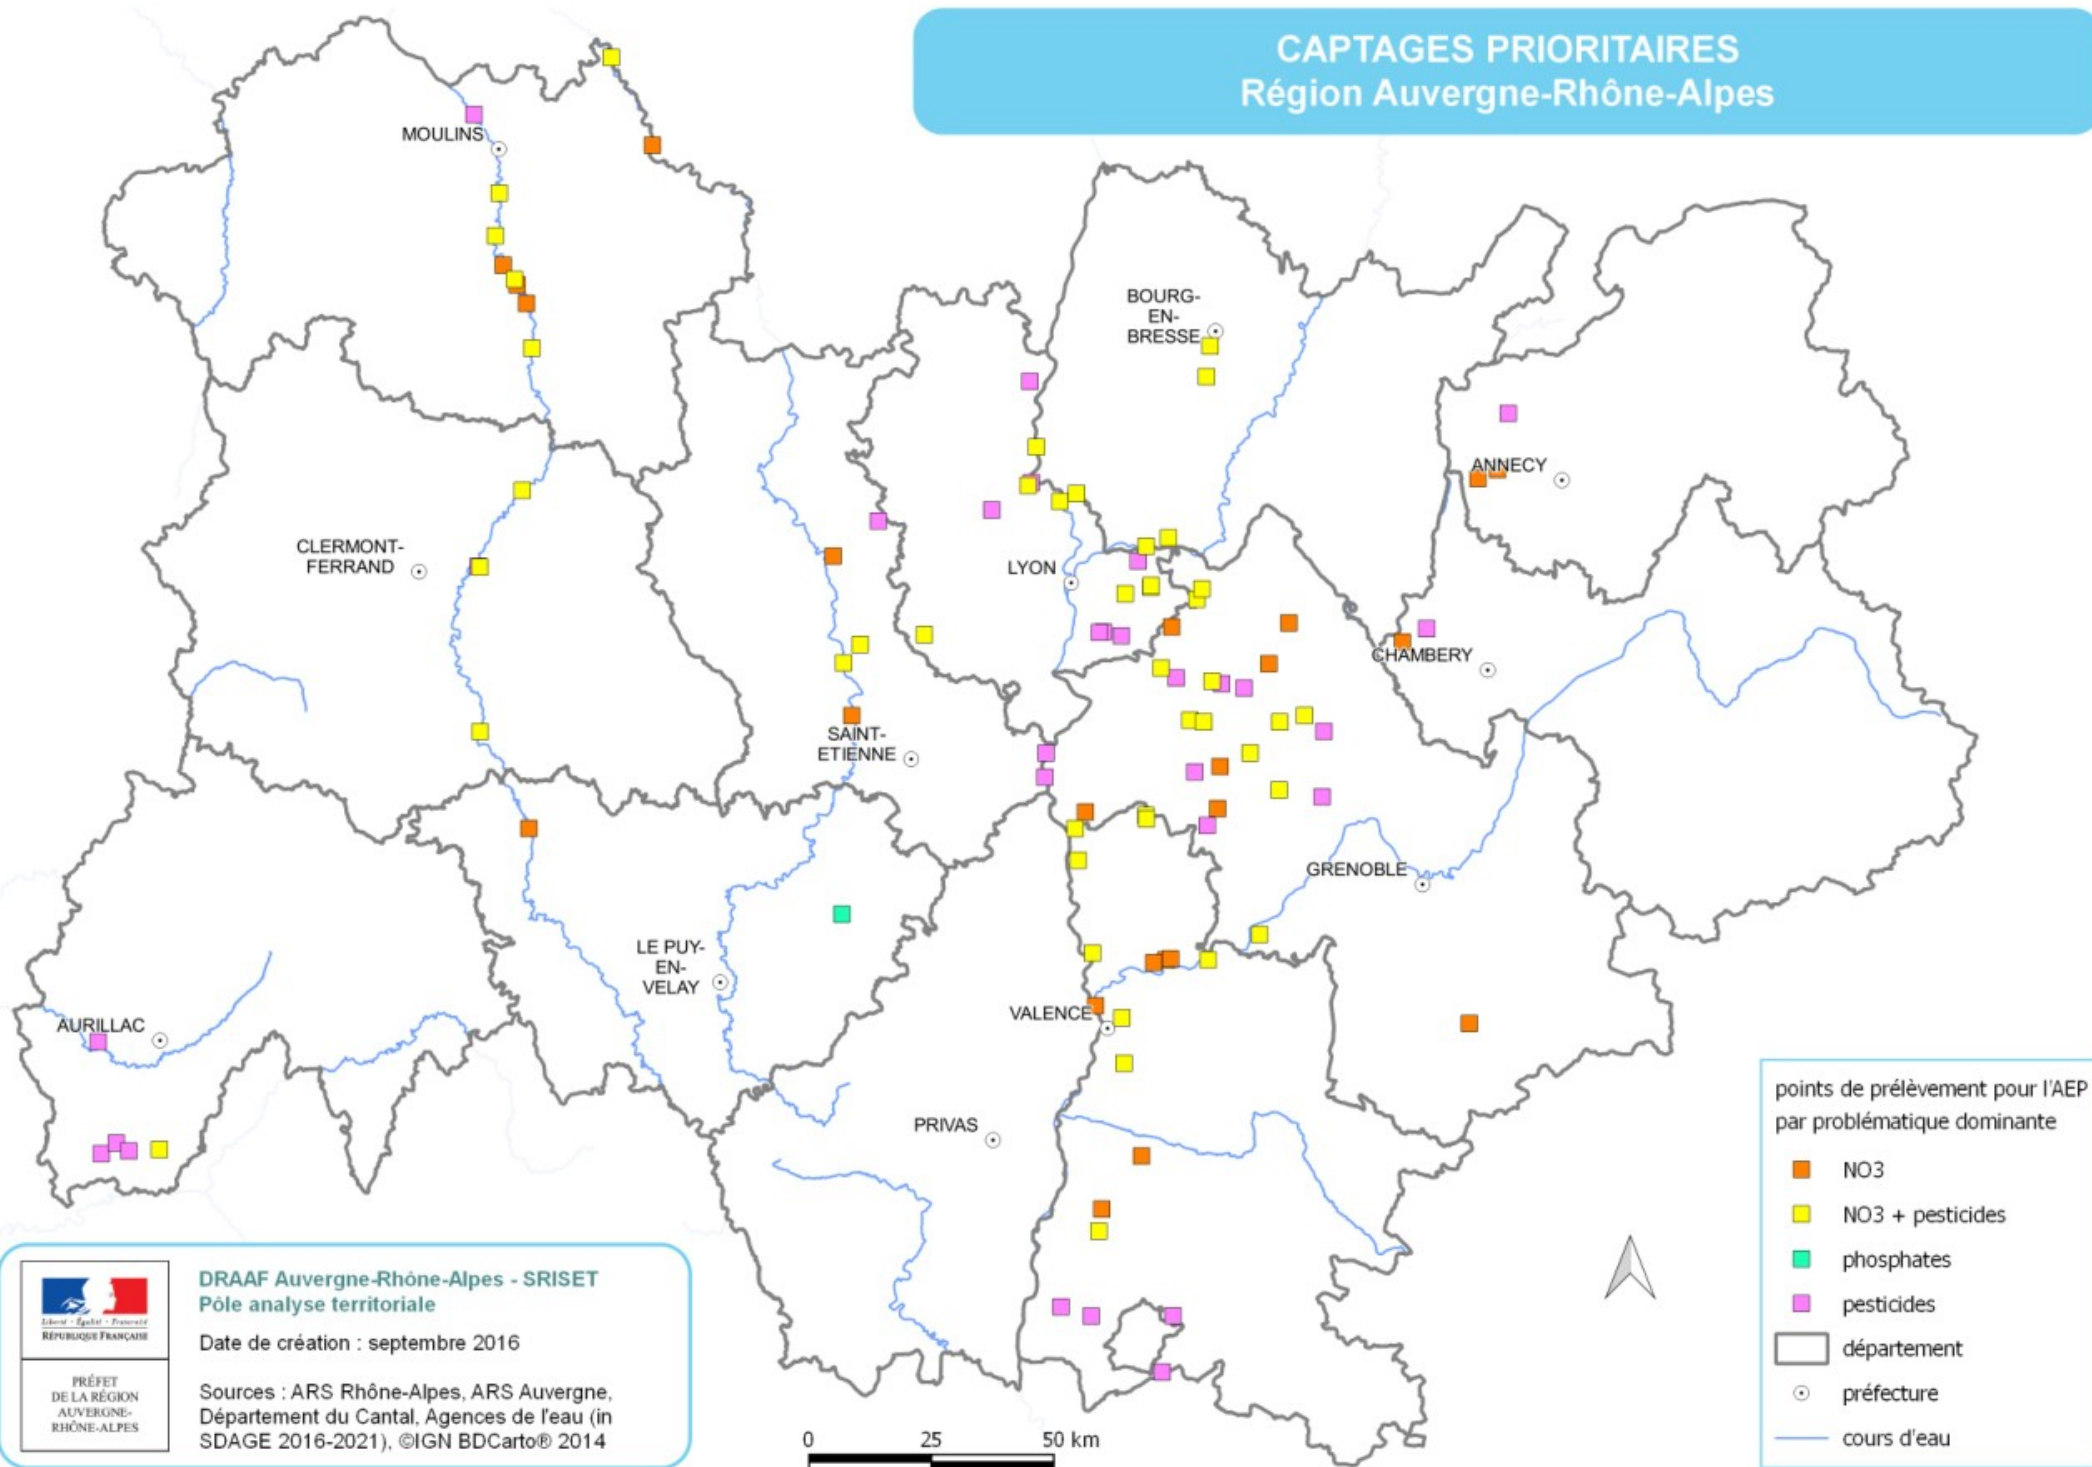 CAPTAGES PRIORITAIRES
Région Auvergne-Rhône-Alpes
MOULINS
BOURG-
EN-
BRESSE
ANNECY
CLERMONT-
FERRAND
LYON
CHAMBERY
SAINT-
ETIENNE
GRENOBLE
LE PUY-
EN-
VELAY
AURILLAC
VALENCE
PRIVAS
points de prélèvement pour l'AEP
par problématique dominante
NO3
NO3 + pesticides
phosphates
pesticides
département
préfecture
cours d'eau
Liberté • Égalité • Fraternité
RÉPUBLIQUE FRANÇAISE
PRÉFET
DE LA RÉGION
AUVERGNE-
RHÔNE-ALPES
DRAAF Auvergne-Rhône-Alpes - SRISET
Pôle analyse territoriale
Date de création : septembre 2016
Sources : ARS Rhône-Alpes, ARS Auvergne,
Département du Cantal, Agences de l'eau (in
SDAGE 2016-2021), ©IGN BDCarto® 2014
0 25 50 km